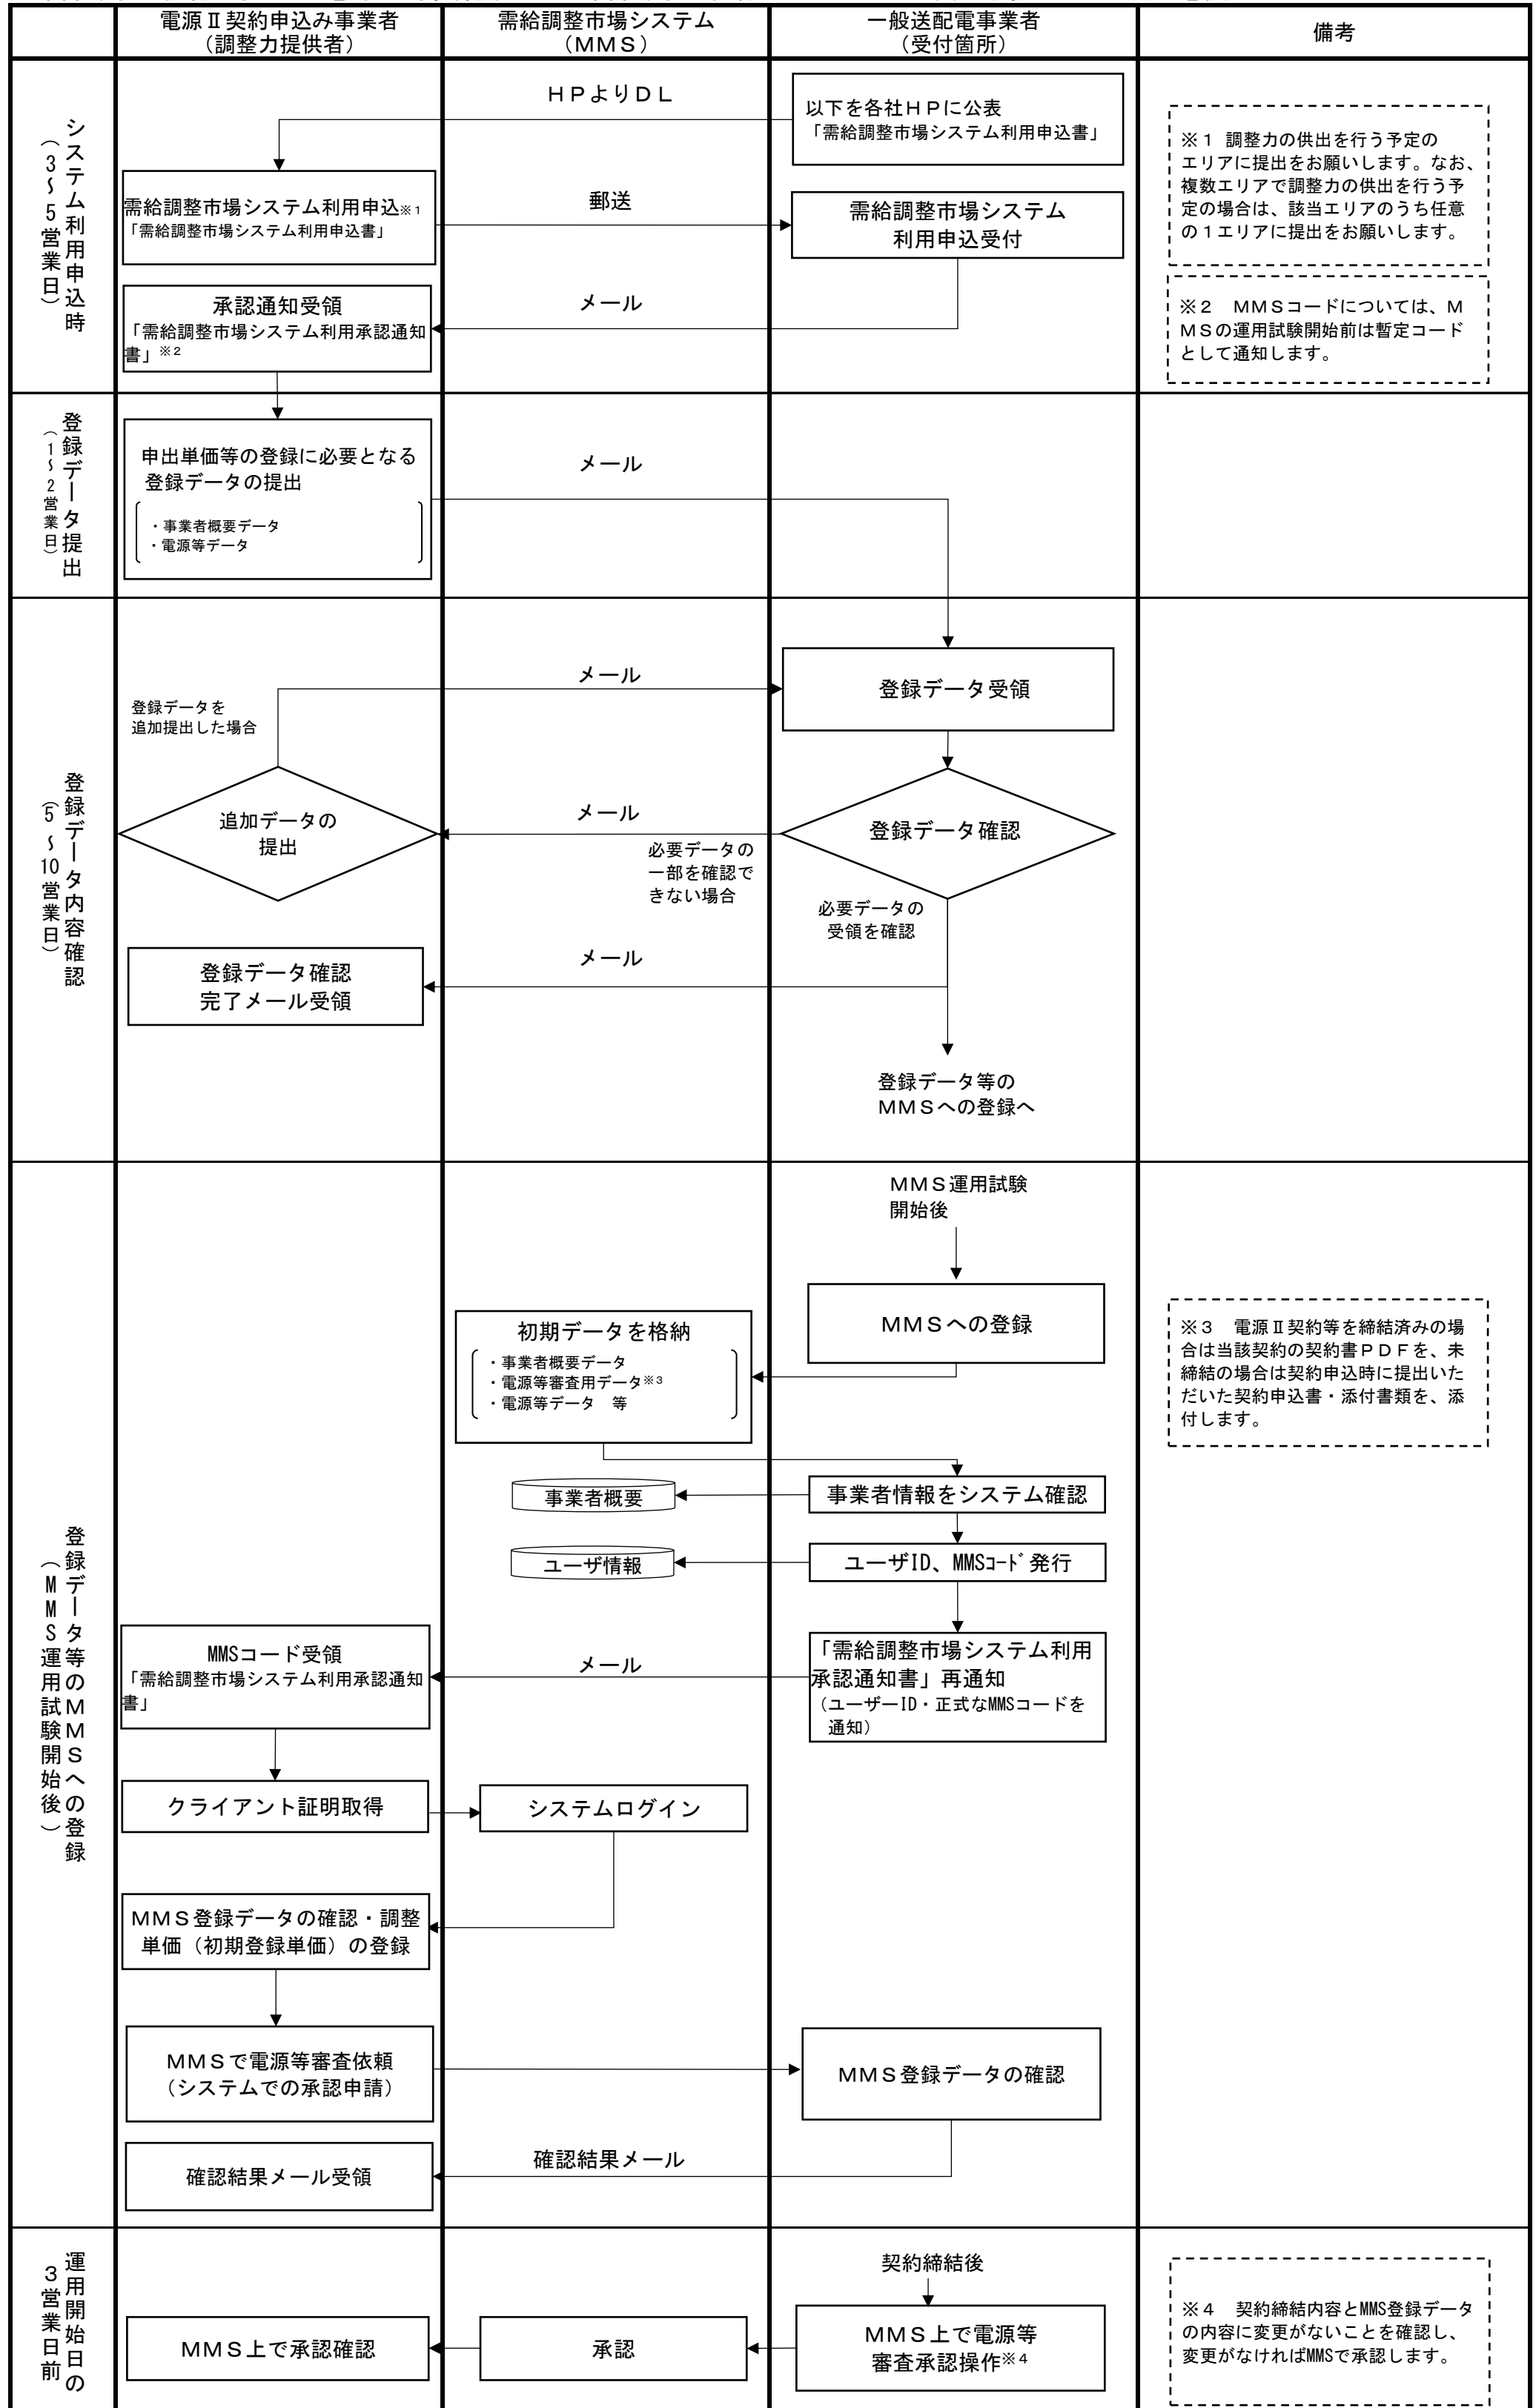 電源Ⅱ契約申込み事業者
（調整力提供者）
需給調整市場システム
（ＭＭＳ）
一般送配電事業者
（受付箇所）
備考
システム利用申込時
（３～５営業日）
ＨＰよりＤＬ
以下を各社ＨＰに公表
「需給調整市場システム利用申込書」
需給調整市場システム利用申込※１
「需給調整市場システム利用申込書」
郵送
需給調整市場システム
利用申込受付
承認通知受領
「需給調整市場システム利用承認通知
書」※２
メール
※１ 調整力の供出を行う予定の
エリアに提出をお願いします。なお、
複数エリアで調整力の供出を行う予
定の場合は、該当エリアのうち任意
の１エリアに提出をお願いします。
※２　ＭＭＳコードについては、Ｍ
ＭＳの運用試験開始前は暫定コード
として通知します。
登録データ提出
（１～２営業日）
申出単価等の登録に必要となる
登録データの提出
・事業者概要データ
・電源等データ
メール
登録データ内容確認
（５～10営業日）
メール
登録データ受領
登録データを
追加提出した場合
追加データの
提出
メール
必要データの
一部を確認で
きない場合
登録データ確認
必要データの
受領を確認
登録データ確認
完了メール受領
メール
登録データ等の
ＭＭＳへの登録へ
登録データ等のＭＭＳへの登録
（ＭＭＳ運用試験開始後）
ＭＭＳ運用試験
開始後
ＭＭＳへの登録
初期データを格納
・事業者概要データ
・電源等審査用データ※３
・電源等データ　等
※３　電源Ⅱ契約等を締結済みの場
合は当該契約の契約書ＰＤＦを、未
締結の場合は契約申込時に提出いた
だいた契約申込書・添付書類を、添
付します。
事業者概要
事業者情報をシステム確認
ユーザ情報
ユーザID、MMSｺｰﾄﾞ発行
MMSコード受領
「需給調整市場システム利用承認通知
書」
メール
「需給調整市場システム利用
承認通知書」再通知
（ユーザーID・正式なMMSコードを
通知）
クライアント証明取得
システムログイン
ＭＭＳ登録データの確認・調整
単価（初期登録単価）の登録
ＭＭＳで電源等審査依頼
（システムでの承認申請）
ＭＭＳ登録データの確認
確認結果メール受領
確認結果メール
運用開始日の
３営業日前
契約締結後
ＭＭＳ上で承認確認
承認
ＭＭＳ上で電源等
審査承認操作※４
※４　契約締結内容とMMS登録データ
の内容に変更がないことを確認し、
変更がなければMMSで承認します。